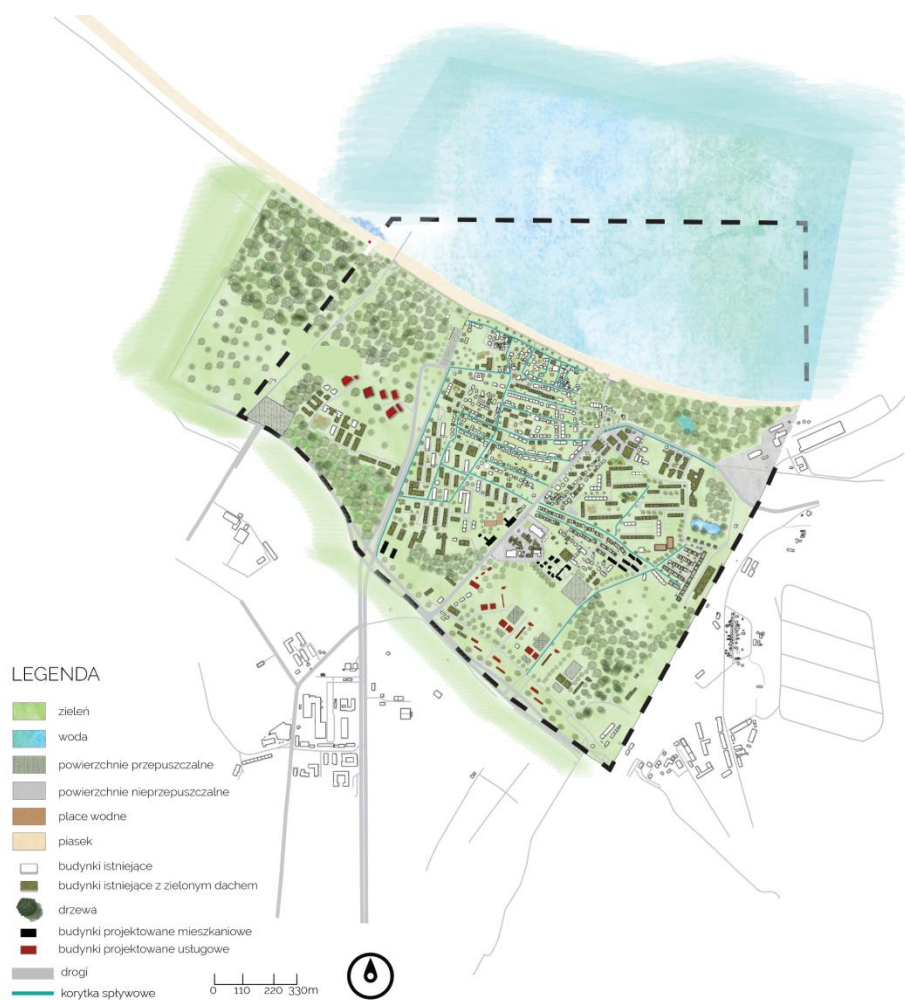 LEGENDA
zieleń
woda
powierzchnie przepuszczalne
powierzchnie nieprzepuszczalne
place wodne
piasek
budynki istniejące
budynki istniejące z zielonym dachem
drzewa
budynki projektowane mieszkaniowe
budynki projektowane usługowe
drogi
korytka spływowe
0 110 220 330m